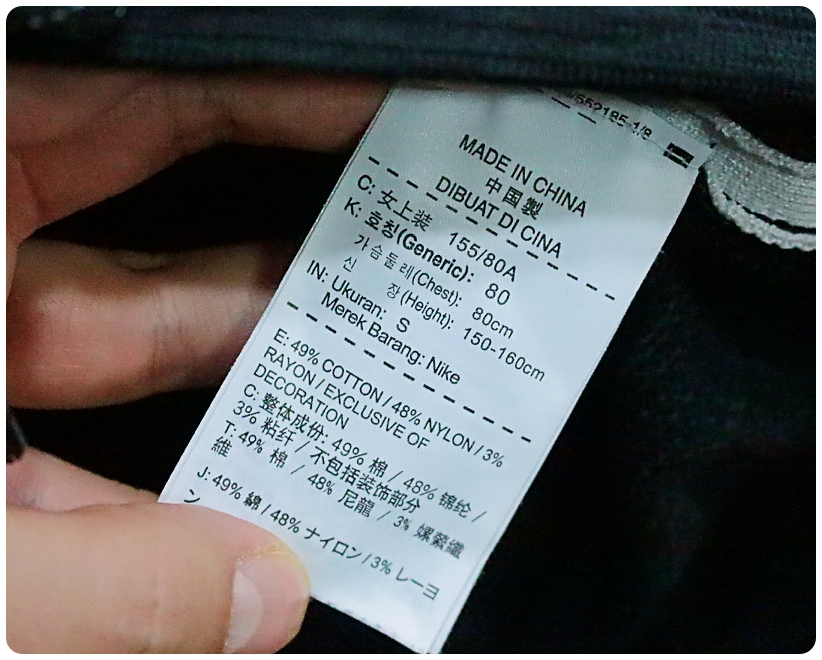 /552185-1/8
MADE IN CHINA
中国製
DIBUAT DI CINA
C: 女上装 155/80A
K: 호칭(Generic): 80
가슴둘레(Chest): 80cm
신 장(Height): 150-160cm
IN: Ukuran: S
Merek Barang: Nike
E: 49% COTTON / 48% NYLON / 3%
RAYON / EXCLUSIVE OF
DECORATION
C: 整体成份: 49% 棉 / 48% 锦纶 /
3% 粘纤 / 不包括装饰部分
T: 49% 棉 / 48% 尼龍 / 3% 嫘縈纖
維
J: 49% 綿 / 48% ナイロン / 3% レーヨ
ン